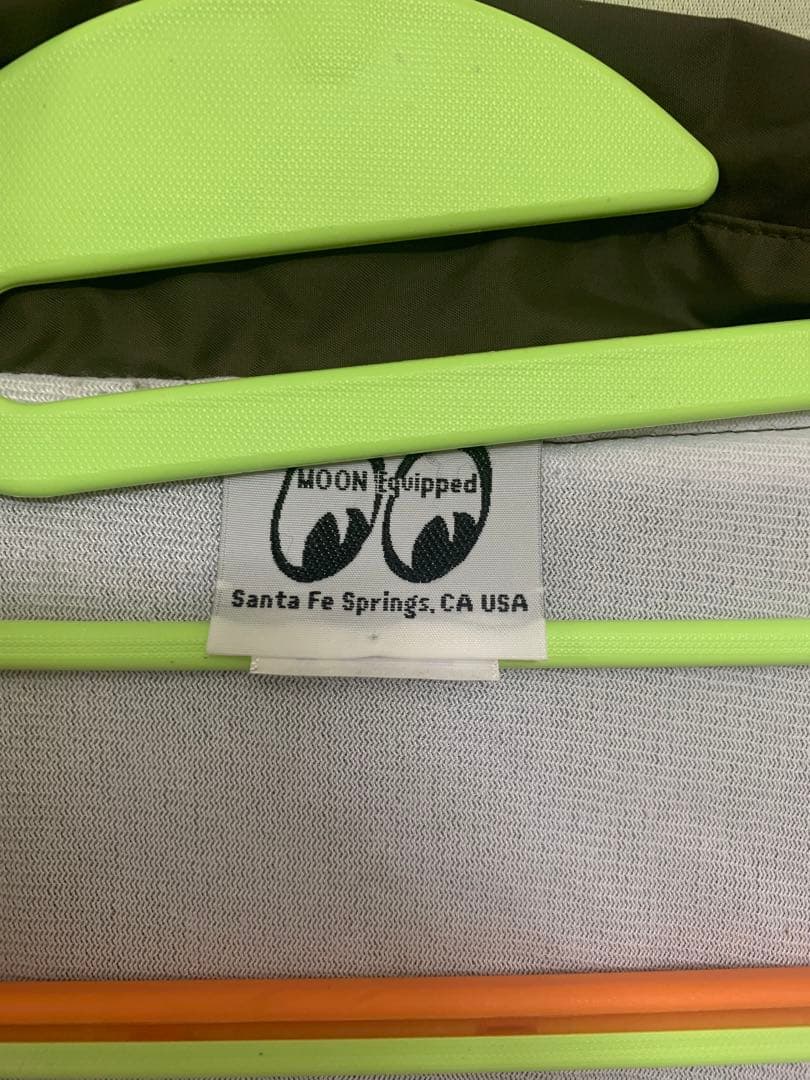 MOON Equipped
Santa Fe Springs, CA USA